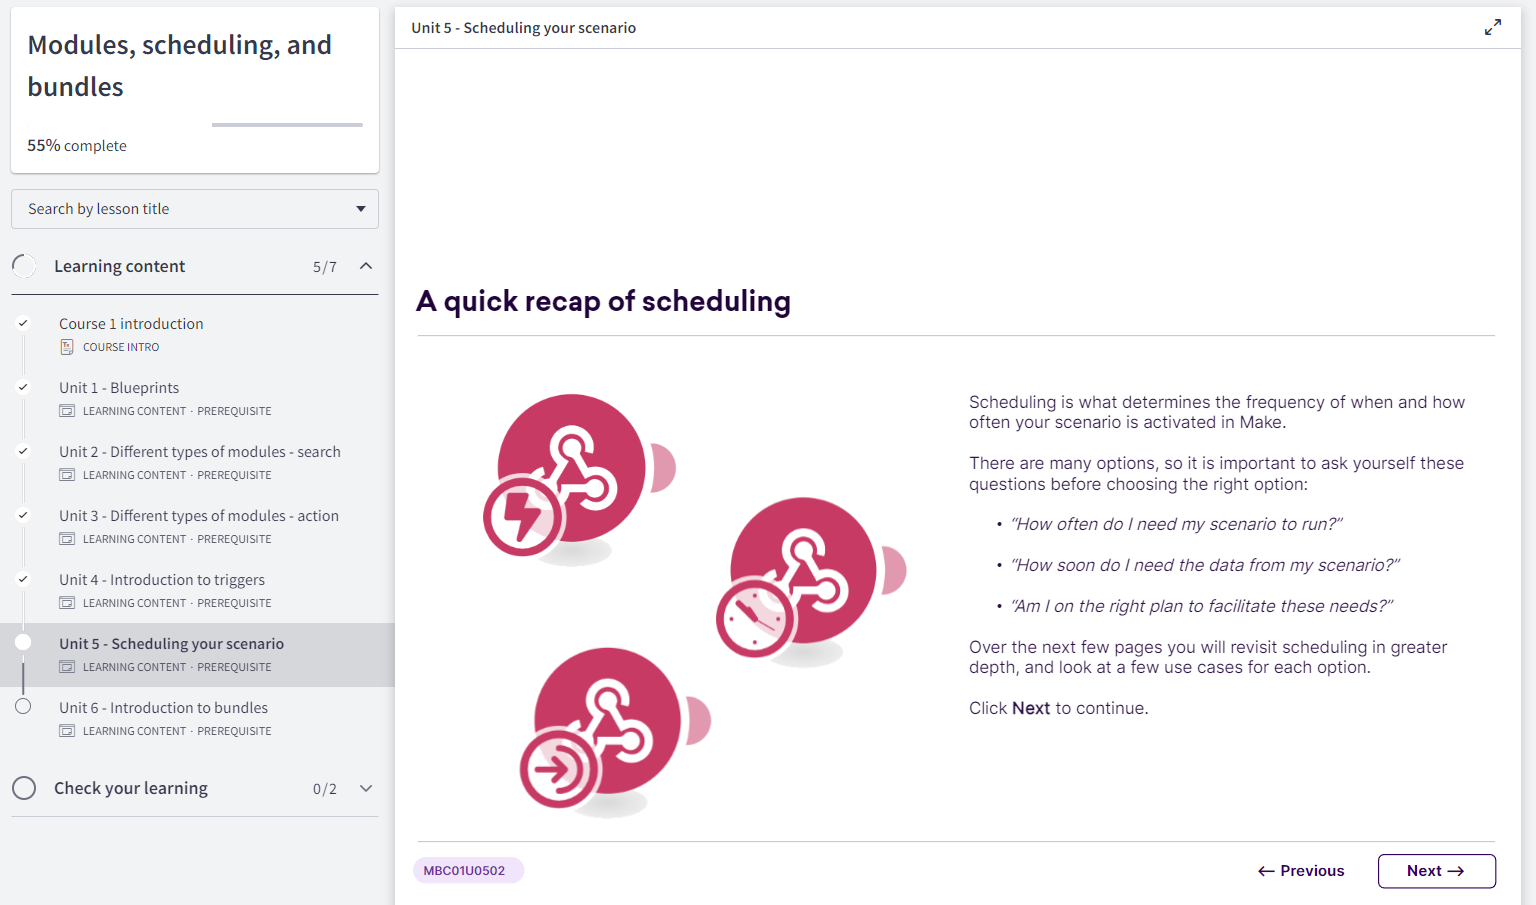 Modules, scheduling, and
bundles
55% complete
Search by lesson title
Learning content 5/7
Course 1 introduction
COURSE INTRO
Unit 1 - Blueprints
LEARNING CONTENT · PREREQUISITE
Unit 2 - Different types of modules - search
LEARNING CONTENT · PREREQUISITE
Unit 3 - Different types of modules - action
LEARNING CONTENT · PREREQUISITE
Unit 4 - Introduction to triggers
LEARNING CONTENT · PREREQUISITE
Unit 5 - Scheduling your scenario
LEARNING CONTENT · PREREQUISITE
Unit 6 - Introduction to bundles
LEARNING CONTENT · PREREQUISITE
Check your learning 0/2
Unit 5 - Scheduling your scenario
A quick recap of scheduling
Scheduling is what determines the frequency of when and how
often your scenario is activated in Make.
There are many options, so it is important to ask yourself these
questions before choosing the right option:
• “How often do I need my scenario to run?”
• “How soon do I need the data from my scenario?”
• “Am I on the right plan to facilitate these needs?”
Over the next few pages you will revisit scheduling in greater
depth, and look at a few use cases for each option.
Click Next to continue.
MBC01U0502
← Previous
Next →